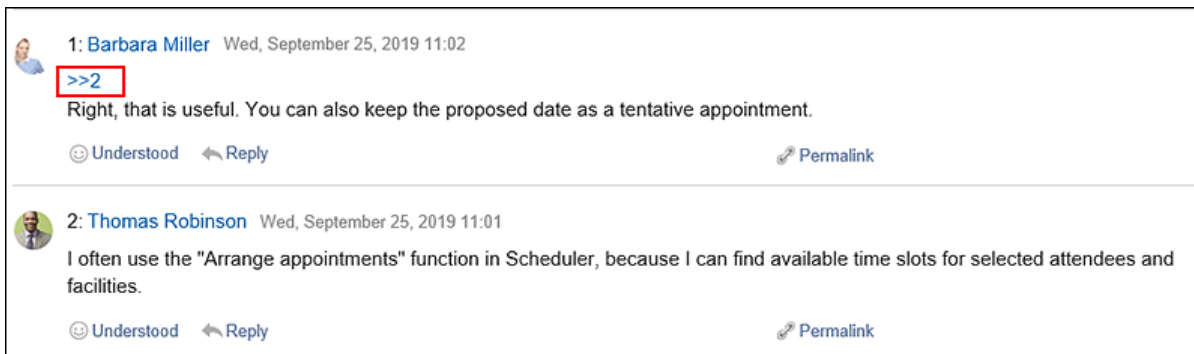 1: Barbara Miller Wed, September 25, 2019 11:02
>>2
Right, that is useful. You can also keep the proposed date as a tentative appointment.
Understood Reply Permalink
2: Thomas Robinson Wed, September 25, 2019 11:01
I often use the "Arrange appointments" function in Scheduler, because I can find available time slots for selected attendees and
facilities.
Understood Reply Permalink